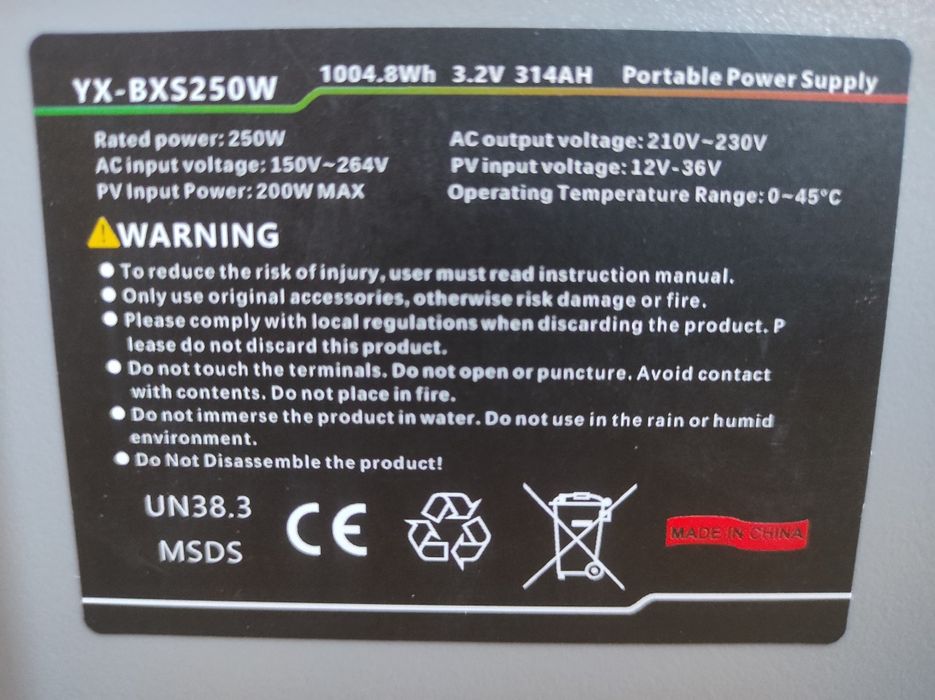 YX-BXS250W 1004.8Wh 3.2V 314AH Portable Power Supply
Rated power: 250W AC output voltage: 210V~230V
AC input voltage: 150V~264V PV input voltage: 12V-36V
PV Input Power: 200W MAX Operating Temperature Range: 0~45°C
WARNING
● To reduce the risk of injury, user must read instruction manual.
● Only use original accessories, otherwise risk damage or fire.
● Please comply with local regulations when discarding the product. P
lease do not discard this product.
● Do not touch the terminals. Do not open or puncture. Avoid contact
with contents. Do not place in fire.
● Do not immerse the product in water. Do not use in the rain or humid
environment.
● Do Not Disassemble the product!
UN38.3
MSDS
CE
MADE IN CHINA